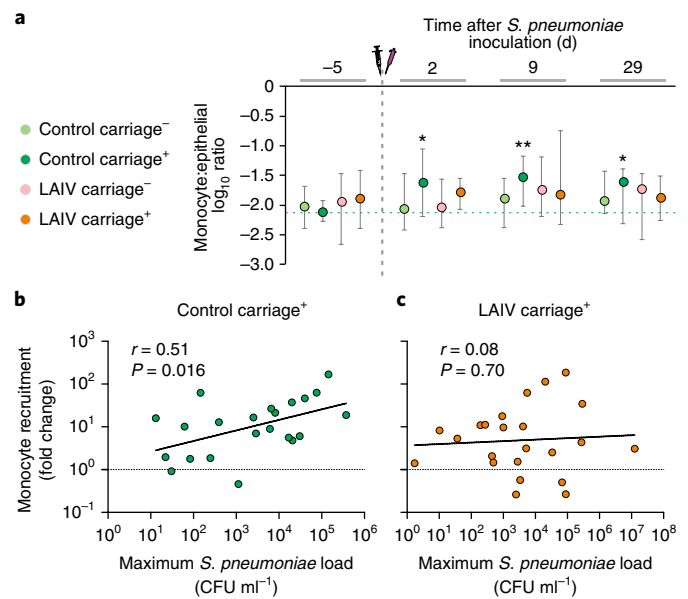 a
Time after S. pneumoniae
inoculation (d)
−5 2 9 29
Control carriage−
Control carriage+
LAIV carriage−
LAIV carriage+
Monocyte:epithelial
log10 ratio
0
−0.5
−1.0
−1.5
−2.0
−2.5
−3.0
* ** *
b
Control carriage+
r = 0.51
P = 0.016
Monocyte recruitment
(fold change)
10³
10²
10¹
10⁰
10⁻¹
10⁰ 10¹ 10² 10³ 10⁴ 10⁵ 10⁶
Maximum S. pneumoniae load
(CFU ml⁻¹)
c
LAIV carriage+
r = 0.08
P = 0.70
10⁰ 10¹ 10² 10³ 10⁴ 10⁵ 10⁶ 10⁷ 10⁸
Maximum S. pneumoniae load
(CFU ml⁻¹)